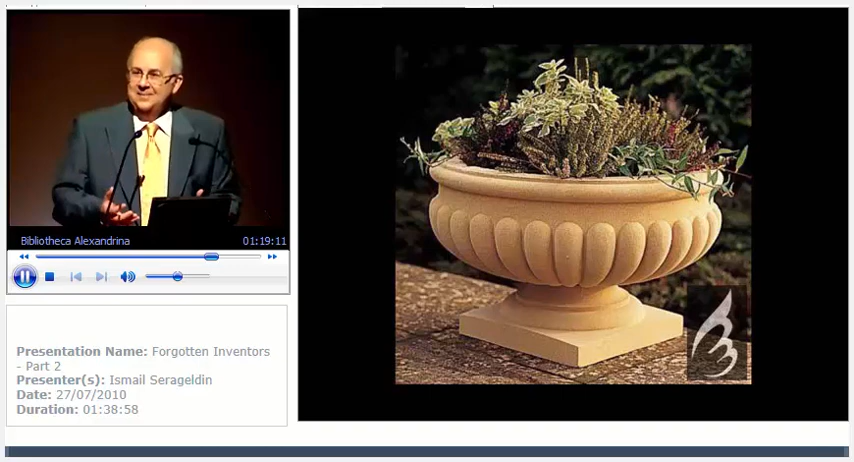 Bibliotheca Alexandrina 01:19:11
Presentation Name: Forgotten Inventors
- Part 2
Presenter(s): Ismail Serageldin
Date: 27/07/2010
Duration: 01:38:58